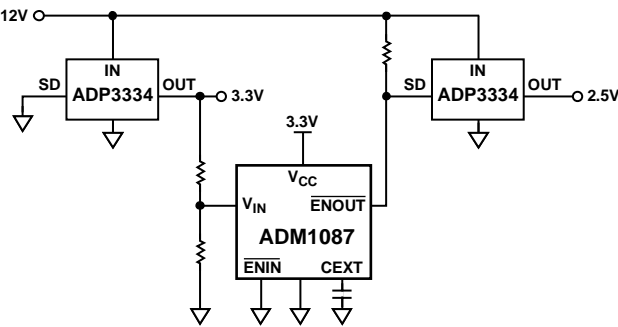 12V
IN
SD
ADP3334
OUT
3.3V
IN
SD
ADP3334
OUT
2.5V
3.3V
VCC
VIN
ENOUT
ADM1087
ENIN
CEXT